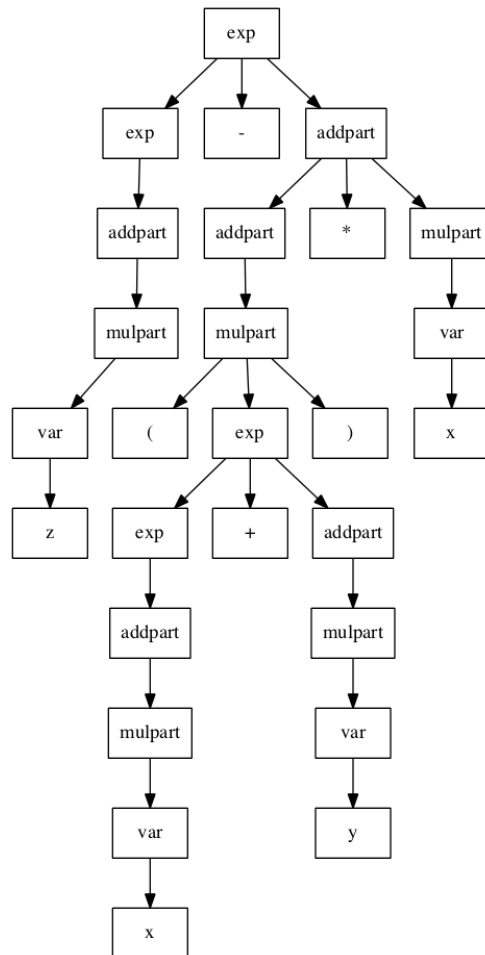 exp
exp - addpart
addpart addpart * mulpart
mulpart mulpart var
var ( exp ) x
z exp + addpart
addpart mulpart
mulpart var
var y
x